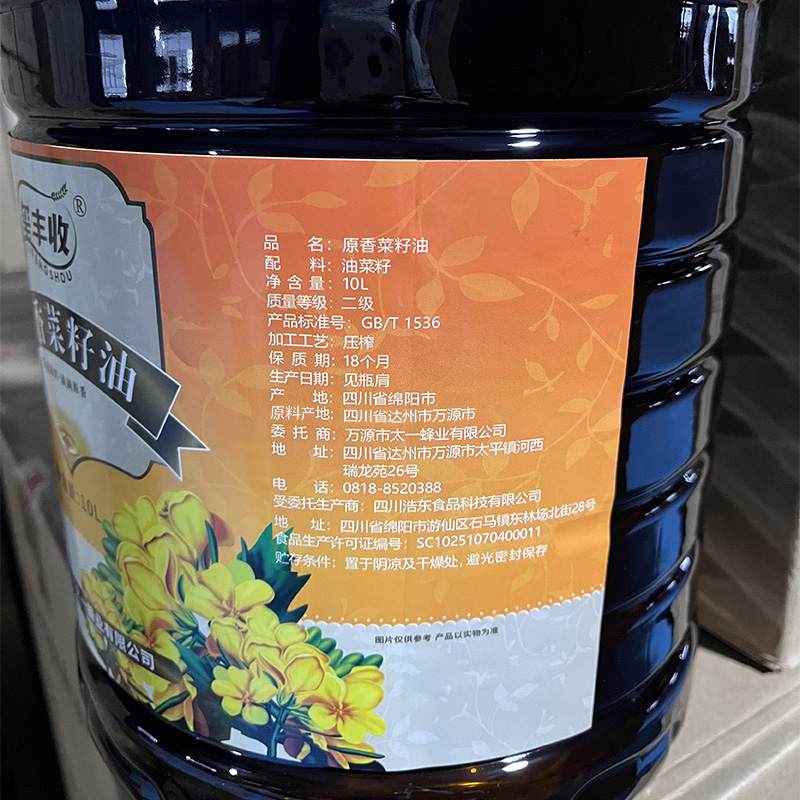 丰收
®
菜籽油
10L
品 名：原香菜籽油
配 料：油菜籽
净 含 量：10L
质量等级：二级
产品标准号：GB/T 1536
加工工艺：压榨
保 质 期：18个月
生产日期：见瓶肩
产 地：四川省绵阳市
原料产地：四川省达州市万源市
委 托 商：万源市太一蜂业有限公司
地 址：四川省达州市万源市太平镇河西
瑞龙苑26号
电 话：0818-8520388
受委托生产商：四川浩东食品科技有限公司
地 址：四川省绵阳市游仙区石马镇东林场北街28号
食品生产许可证编号：SC10251070400011
贮存条件：置于阴凉及干燥处，避光密封保存
图片仅供参考 产品以实物为准
业有限公司